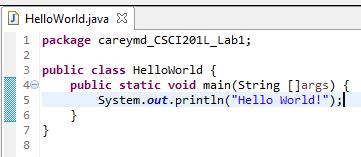 HelloWorld.java
1 package careymd_CSCI201L_Lab1;
2
3 public class HelloWorld {
4 public static void main(String []args) {
5 System.out.println("Hello World!");
6 }
7 }
8